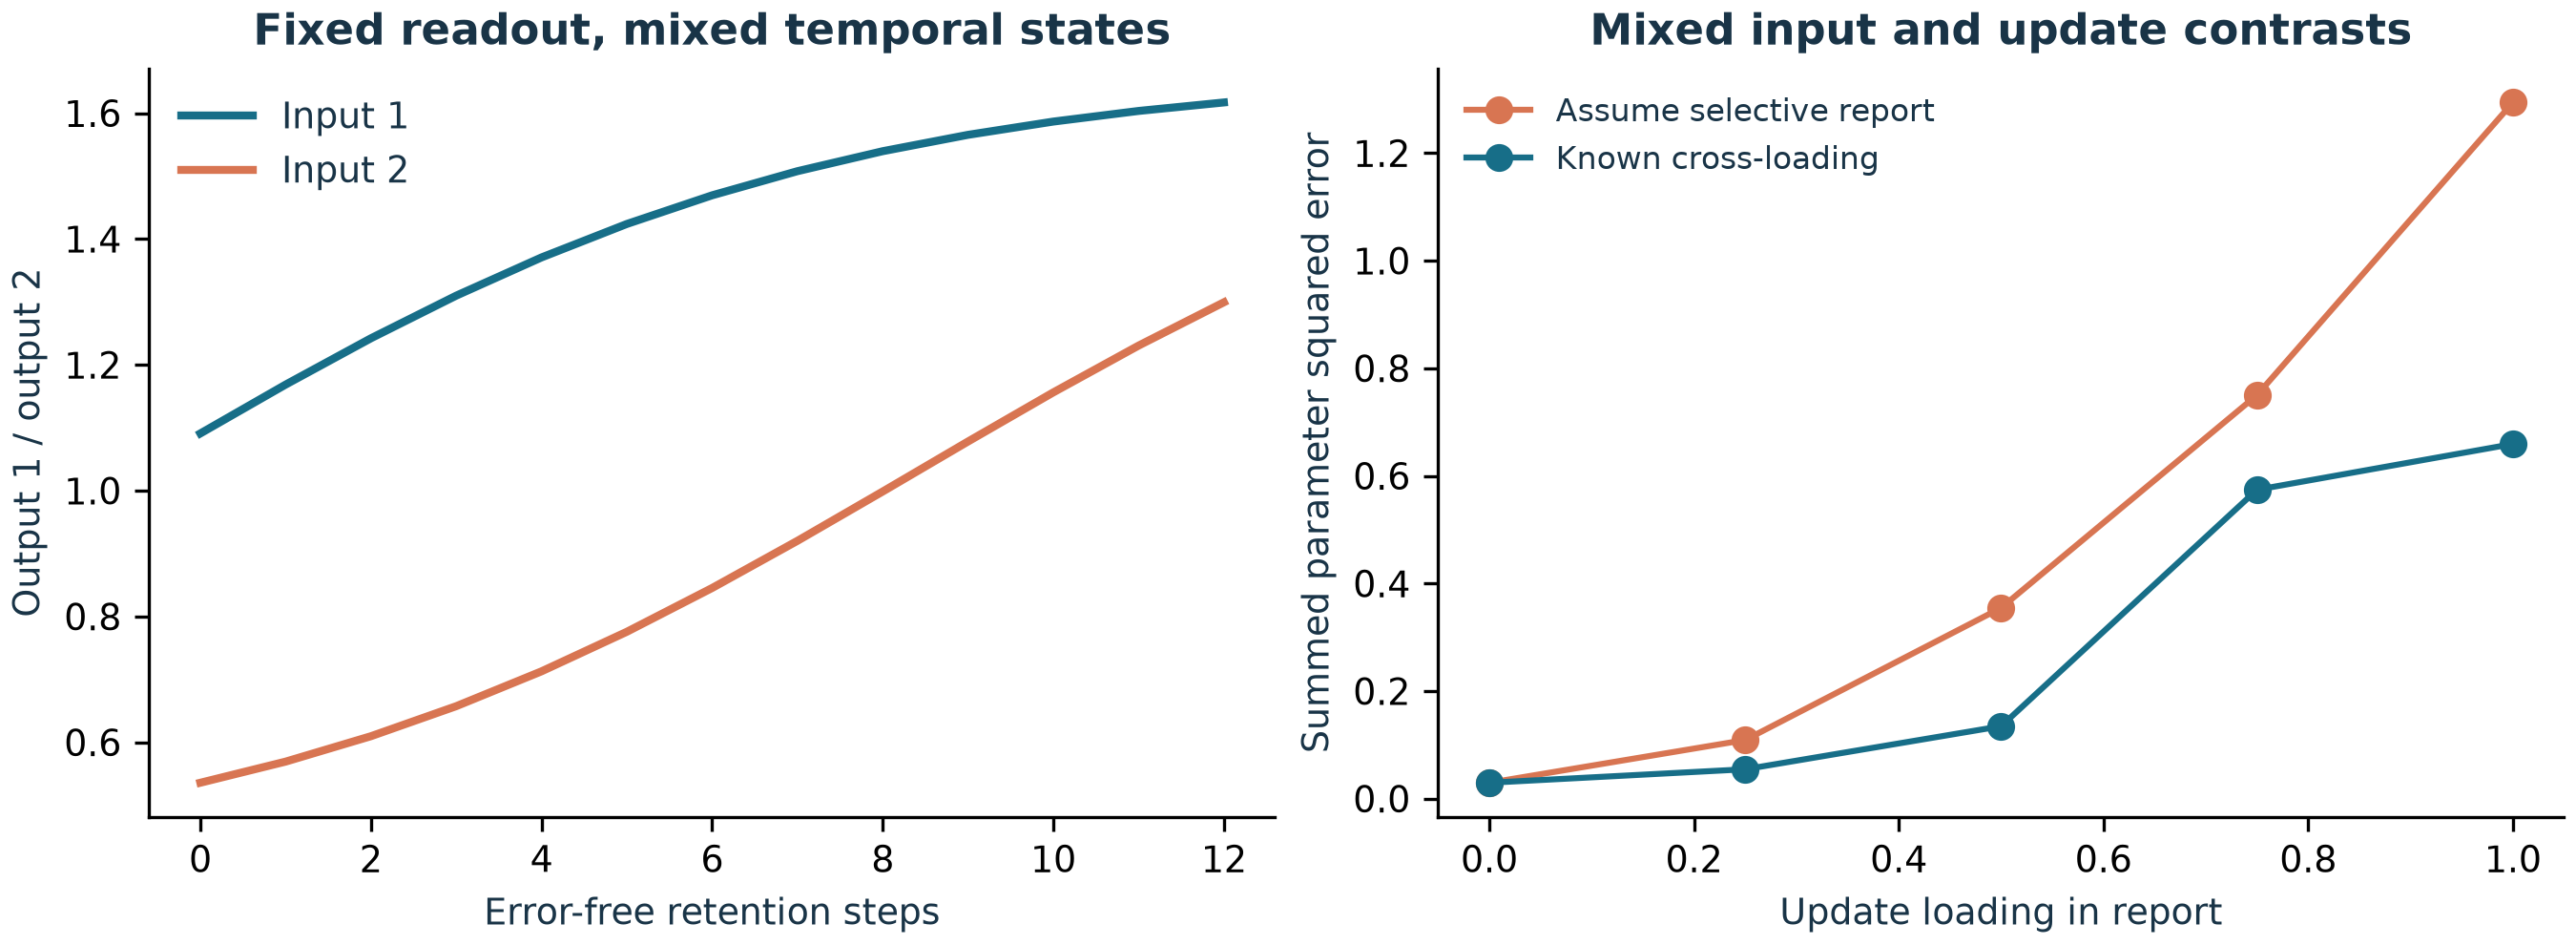 Fixed readout, mixed temporal states
Output 1 / output 2
1.6
1.4
1.2
1.0
0.8
0.6
Input 1
Input 2
0 2 4 6 8 10 12
Error-free retention steps
Mixed input and update contrasts
Summed parameter squared error
1.2
1.0
0.8
0.6
0.4
0.2
0.0
Assume selective report
Known cross-loading
0.0 0.2 0.4 0.6 0.8 1.0
Update loading in report